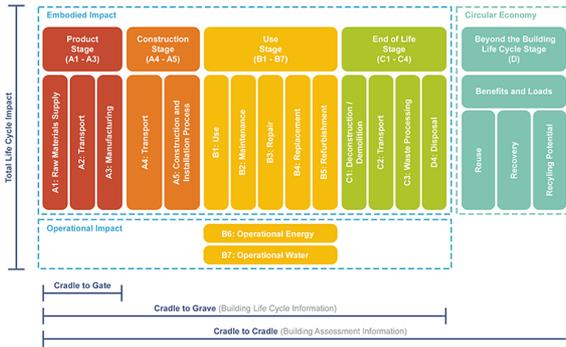 Embodied Impact
Circular Economy
Product
Stage
(A1 - A3)
Construction
Stage
(A4 - A5)
Use
Stage
(B1 - B7)
End of Life
Stage
(C1 - C4)
Beyond the Building
Life Cycle Stage
(D)
Benefits and Loads
Total Life Cycle Impact
A1: Raw Materials Supply
A2: Transport
A3: Manufacturing
A4: Transport
A5: Construction and
Installation Process
B1: Use
B2: Maintenance
B3: Repair
B4: Replacement
B5: Refurbishment
C1: Deconstruction /
Demolition
C2: Transport
C3: Waste Processing
D4: Disposal
Reuse
Recovery
Recyling Potential
Operational Impact
B6: Operational Energy
B7: Operational Water
Cradle to Gate
Cradle to Grave (Building Life Cycle Information)
Cradle to Cradle (Building Assessment Information)